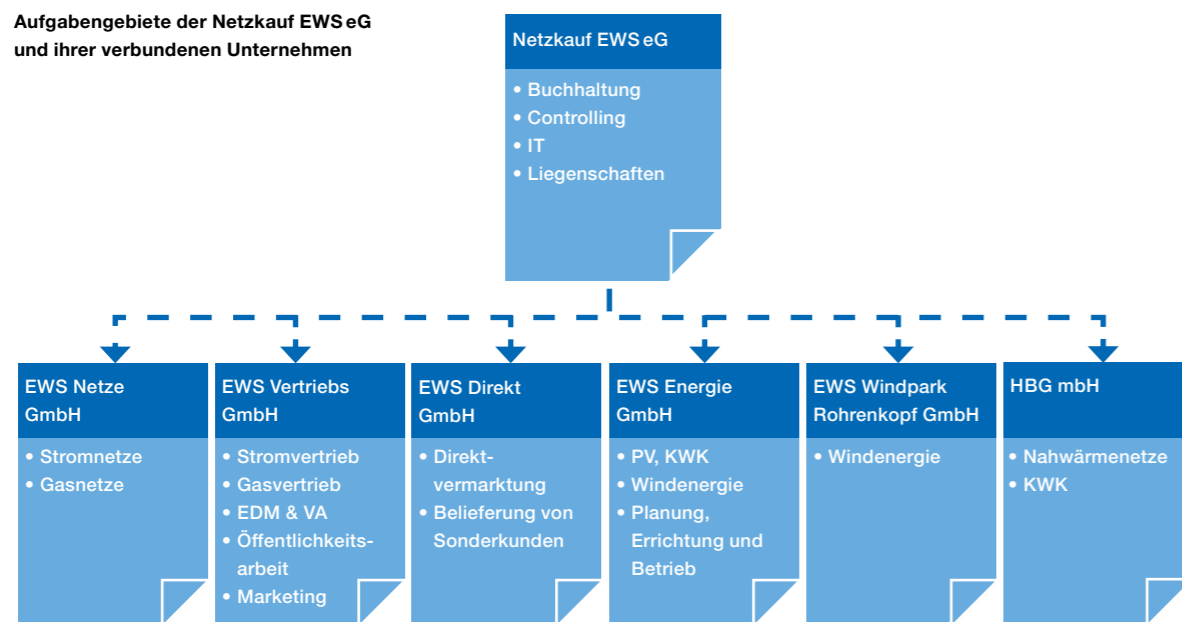 Aufgabengebiete der Netzkauf EWS eG
und ihrer verbundenen Unternehmen
Netzkauf EWS eG
• Buchhaltung
• Controlling
• IT
• Liegenschaften
EWS Netze
GmbH
• Stromnetze
• Gasnetze
EWS Vertriebs
GmbH
• Stromvertrieb
• Gasvertrieb
• EDM & VA
• Öffentlichkeits-
arbeit
• Marketing
EWS Direkt
GmbH
• Direkt-
vermarktung
• Belieferung von
Sonderkunden
EWS Energie
GmbH
• PV, KWK
• Windenergie
• Planung,
Errichtung und
Betrieb
EWS Windpark
Rohrenkopf GmbH
• Windenergie
HBG mbH
• Nahwärmenetze
• KWK